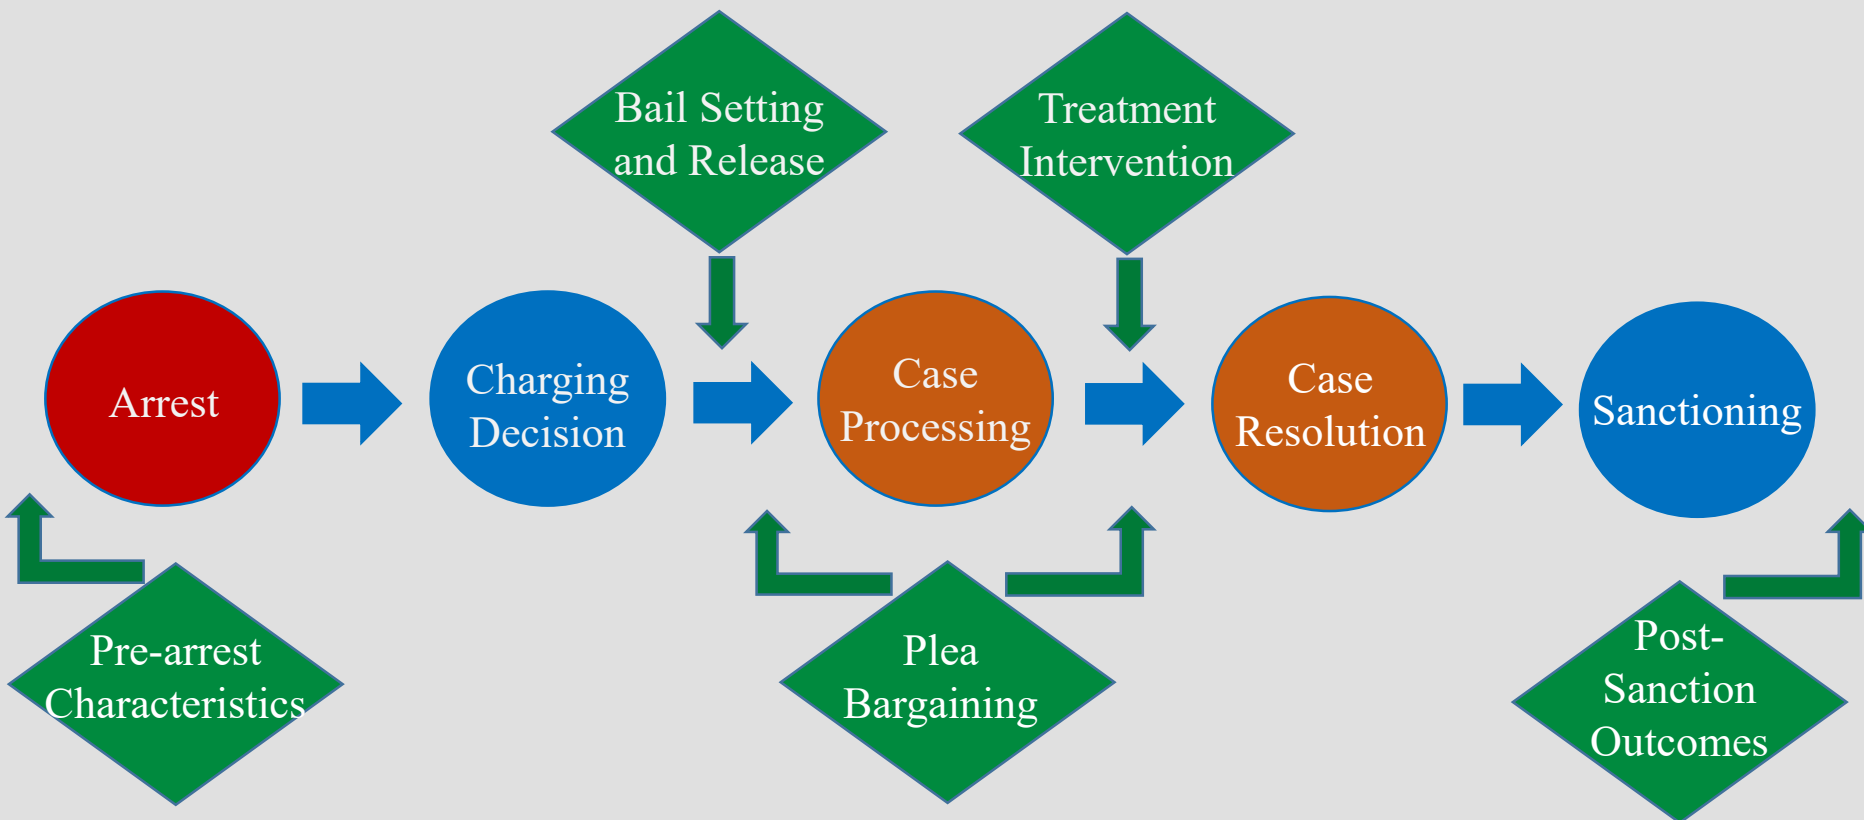 Bail Setting
and Release
Treatment
Intervention
Arrest
Charging
Decision
Case
Processing
Case
Resolution
Sanctioning
Pre-arrest
Characteristics
Plea
Bargaining
Post-
Sanction
Outcomes